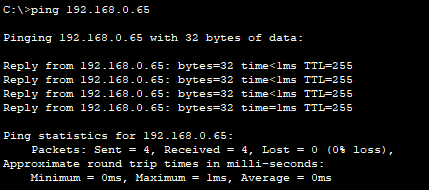 C:\>ping 192.168.0.65
Pinging 192.168.0.65 with 32 bytes of data:
Reply from 192.168.0.65: bytes=32 time<1ms TTL=255
Reply from 192.168.0.65: bytes=32 time<1ms TTL=255
Reply from 192.168.0.65: bytes=32 time<1ms TTL=255
Reply from 192.168.0.65: bytes=32 time=1ms TTL=255
Ping statistics for 192.168.0.65:
    Packets: Sent = 4, Received = 4, Lost = 0 (0% loss),
Approximate round trip times in milli-seconds:
    Minimum = 0ms, Maximum = 1ms, Average = 0ms